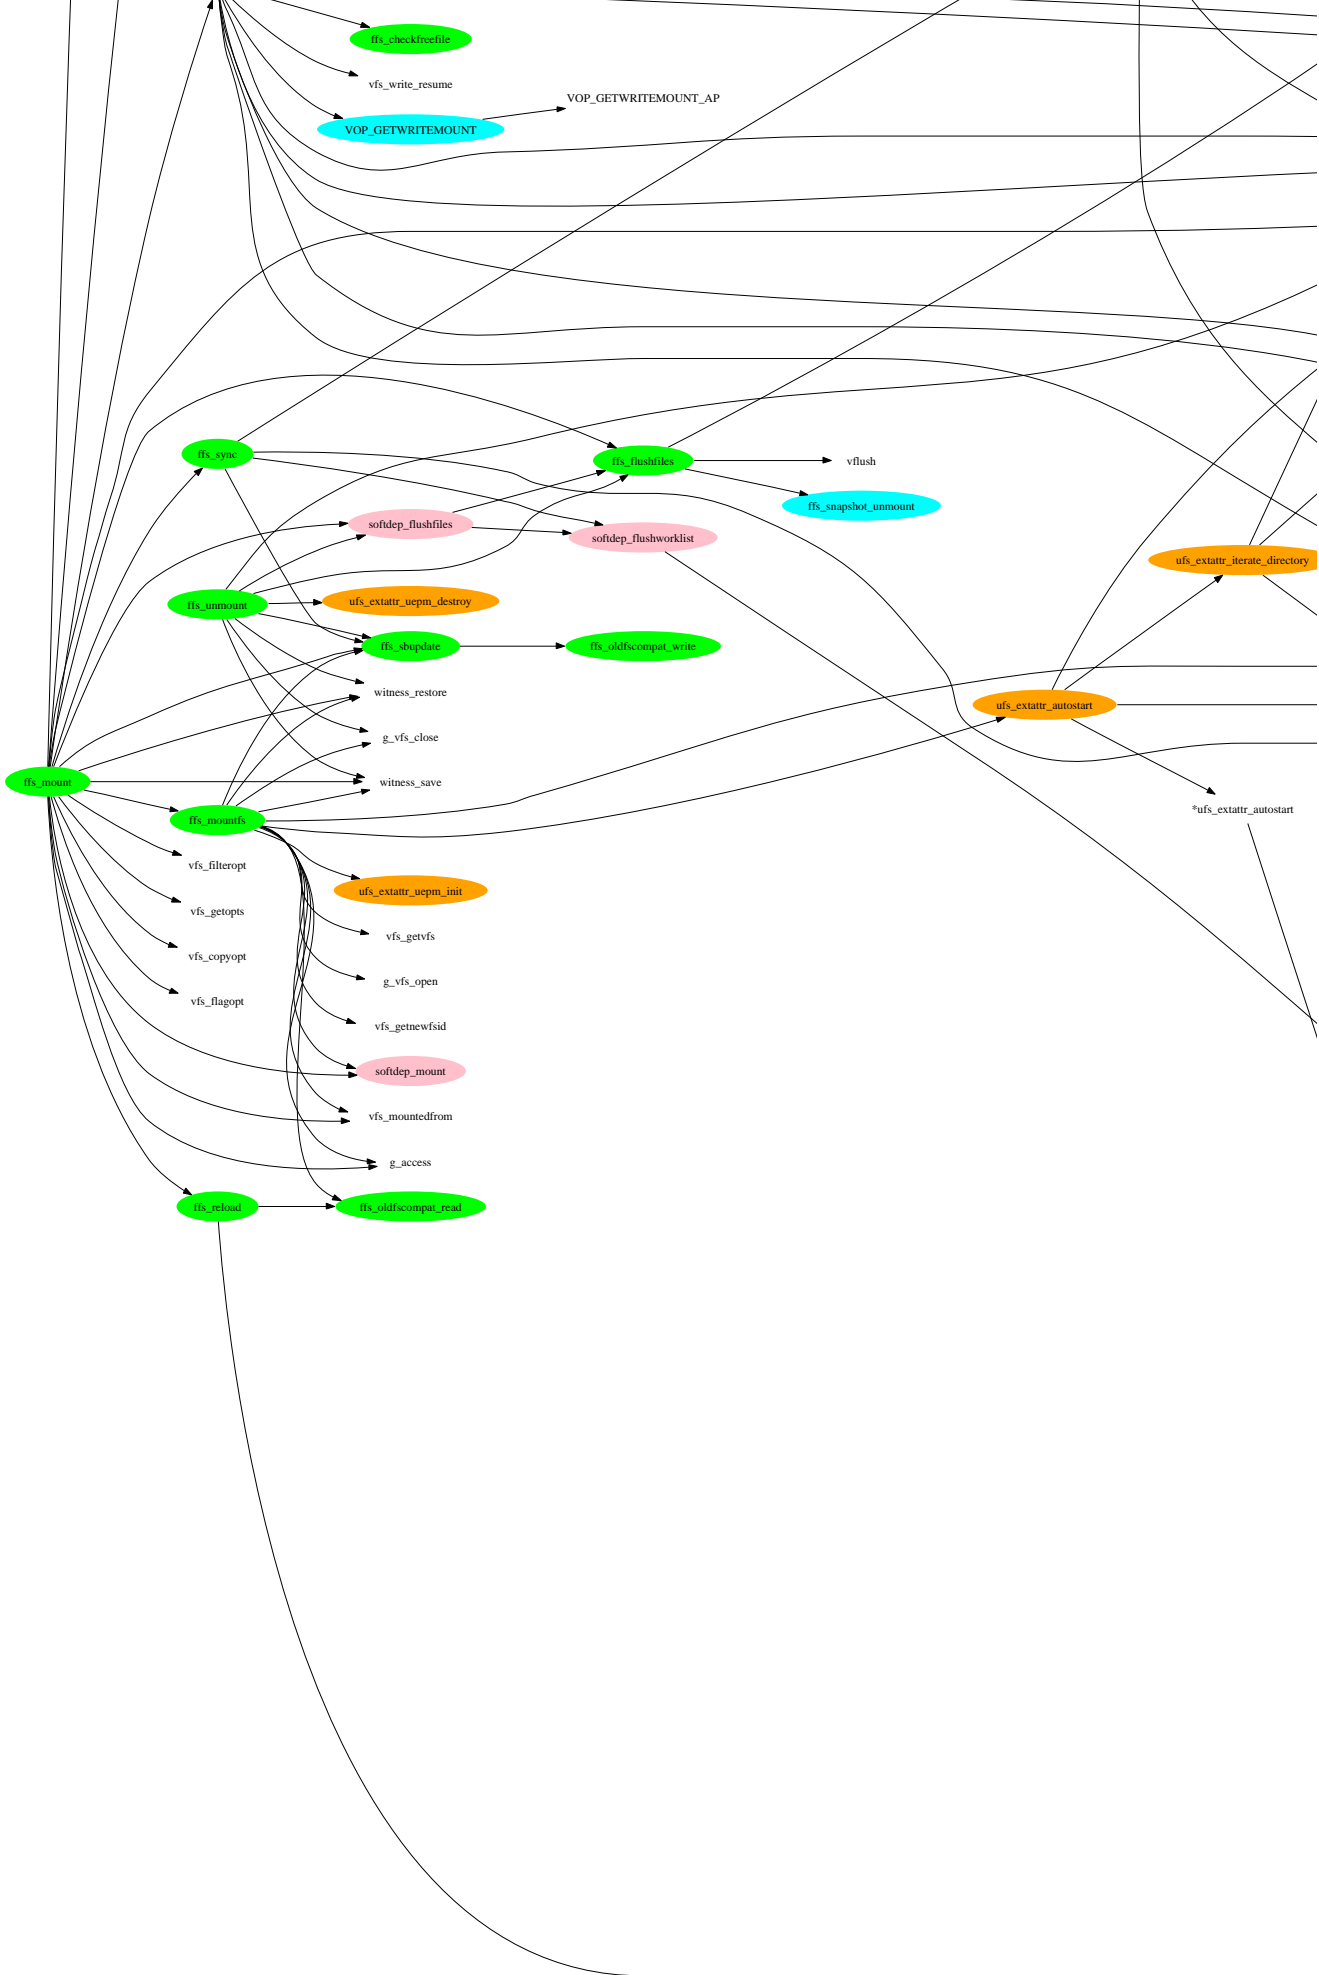 ffs_checkfreefile
vfs_write_resume
VOP_GETWRITEMOUNT_AP
VOP_GETWRITEMOUNT
ffs_sync
ffs_flushfiles
vflush
ffs_snapshot_unmount
softdep_flushfiles
softdep_flushworklist
ufs_extattr_iterate_directory
ffs_unmount
ufs_extattr_uepm_destroy
ffs_sbupdate
ffs_oldfscompat_write
witness_restore
ufs_extattr_autostart
g_vfs_close
ffs_mount
witness_save
*ufs_extattr_autostart
ffs_mountfs
vfs_filteropt
ufs_extattr_uepm_init
vfs_getopts
vfs_getvfs
vfs_copyopt
g_vfs_open
vfs_flagopt
vfs_getnewfsid
softdep_mount
vfs_mountedfrom
g_access
ffs_reload
ffs_oldfscompat_read